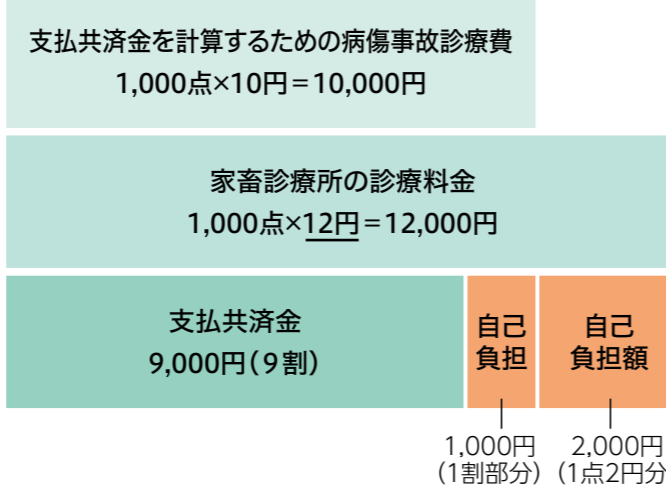 支払共済金を計算するための病傷事故診療費
1,000点×10円＝10,000円
家畜診療所の診療料金
1,000点×12円＝12,000円
支払共済金
9,000円（9割）
自己
負担
自己
負担額
1,000円
（1割部分）
2,000円
（1点2円分